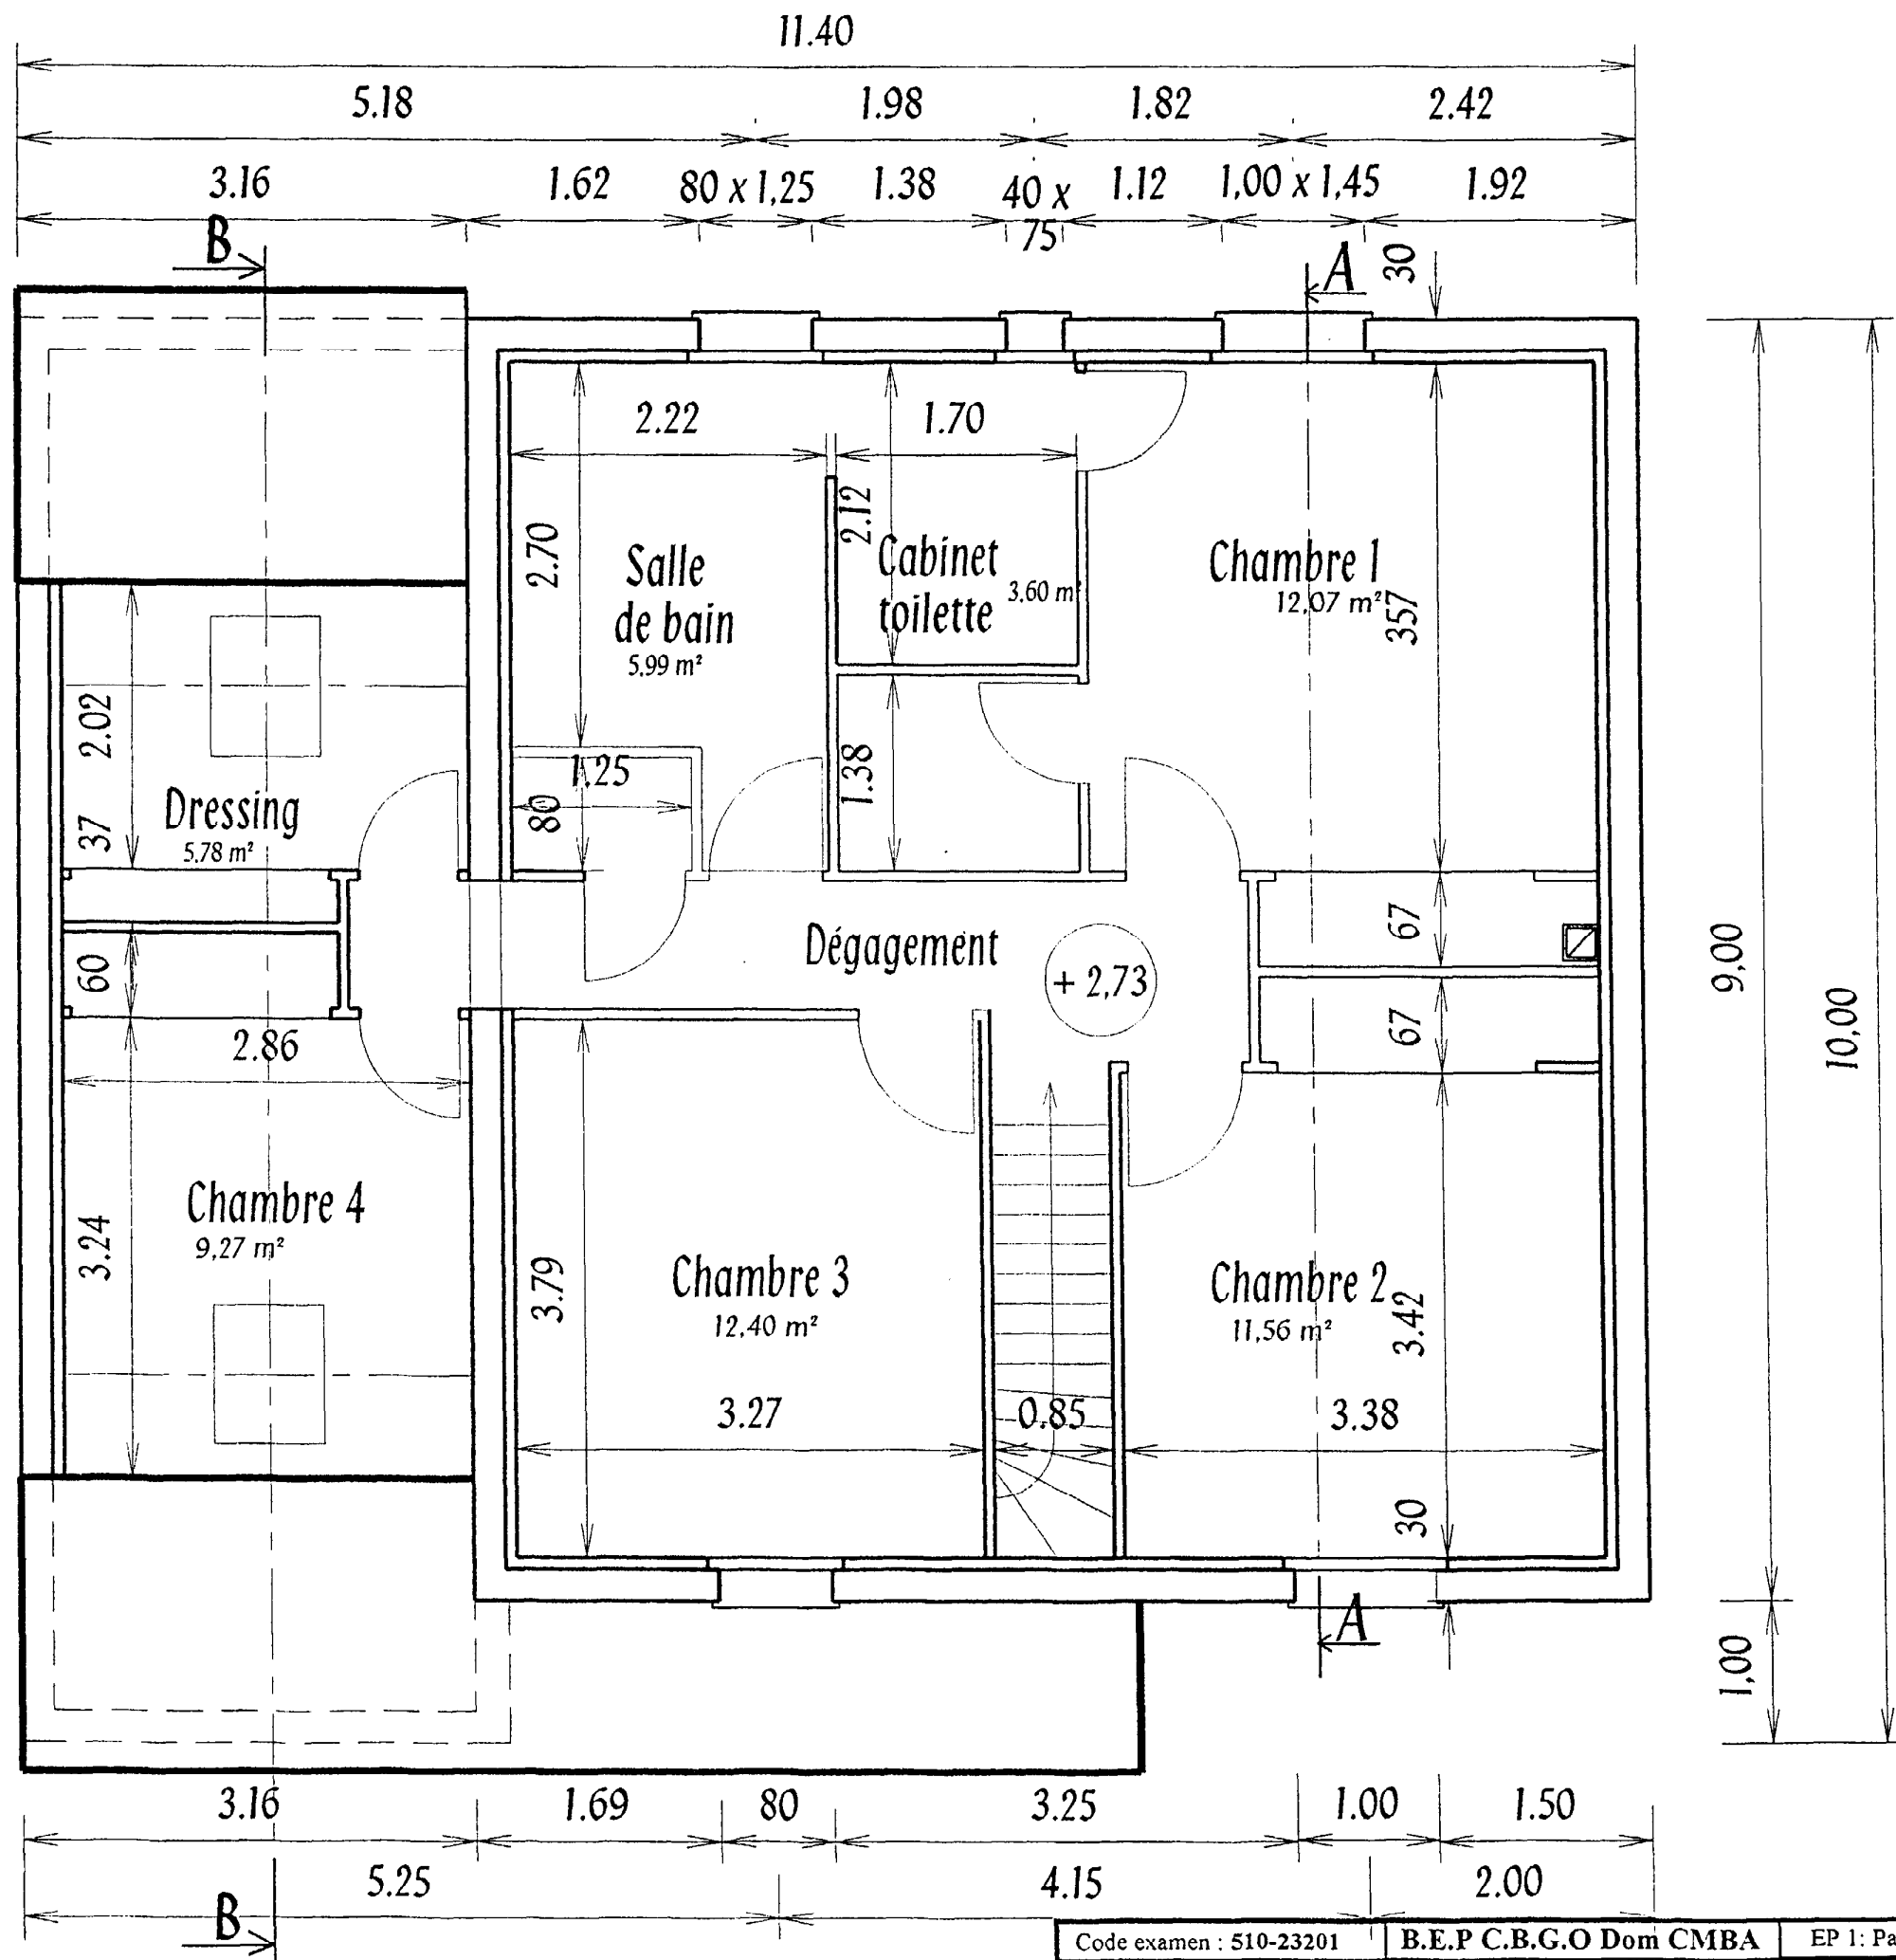 11.40
5.18 1.98 1.82 2.42
3.16 1.62 80 x 1,25 1.38 40 x 1.12 1,00 x 1,45 1.92
75
B
A
30
2.22 1.70
2.70
2.12
Salle
de bain
5,99 m²
Cabinet
toilette
3,60 m²
Chambre 1
12,07 m²
357
2.02
37
Dressing
5,78 m²
1.25
80
1.38
60
Dégagement
+ 2,73
67
67
9,00
10,00
2.86
Chambre 4
9,27 m²
3.24
3.79
Chambre 3
12,40 m²
Chambre 2
11,56 m²
3.42
3.27 0.85 3.38
30
A
1,00
3.16 1.69 80 3.25 1.00 1.50
5.25 4.15 2.00
B
Code examen : 510-23201 B.E.P C.B.G.O Dom CMBA EP 1: Pa